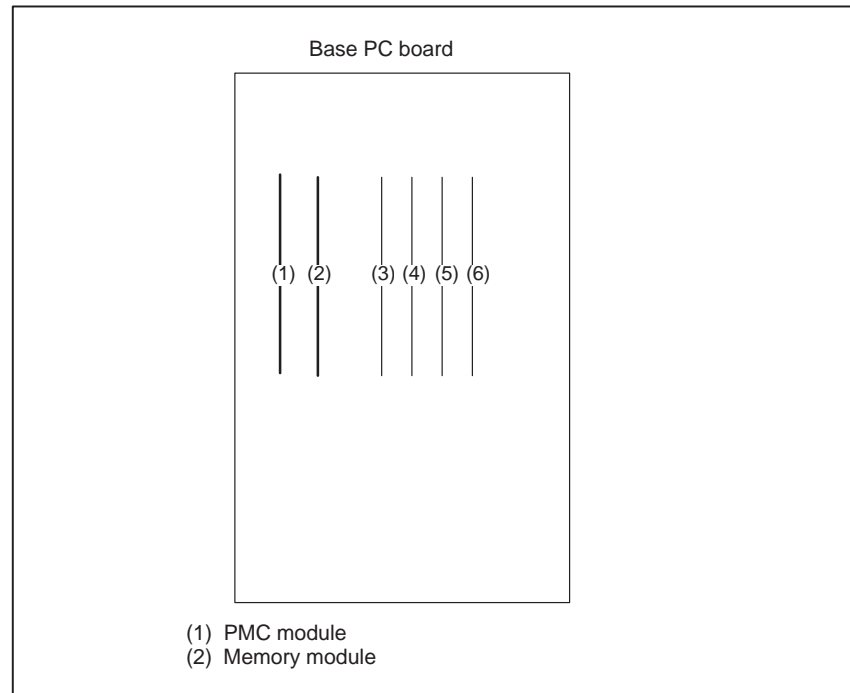 Base PC board
(1) (2) (3) (4) (5) (6)
(1) PMC module
(2) Memory module